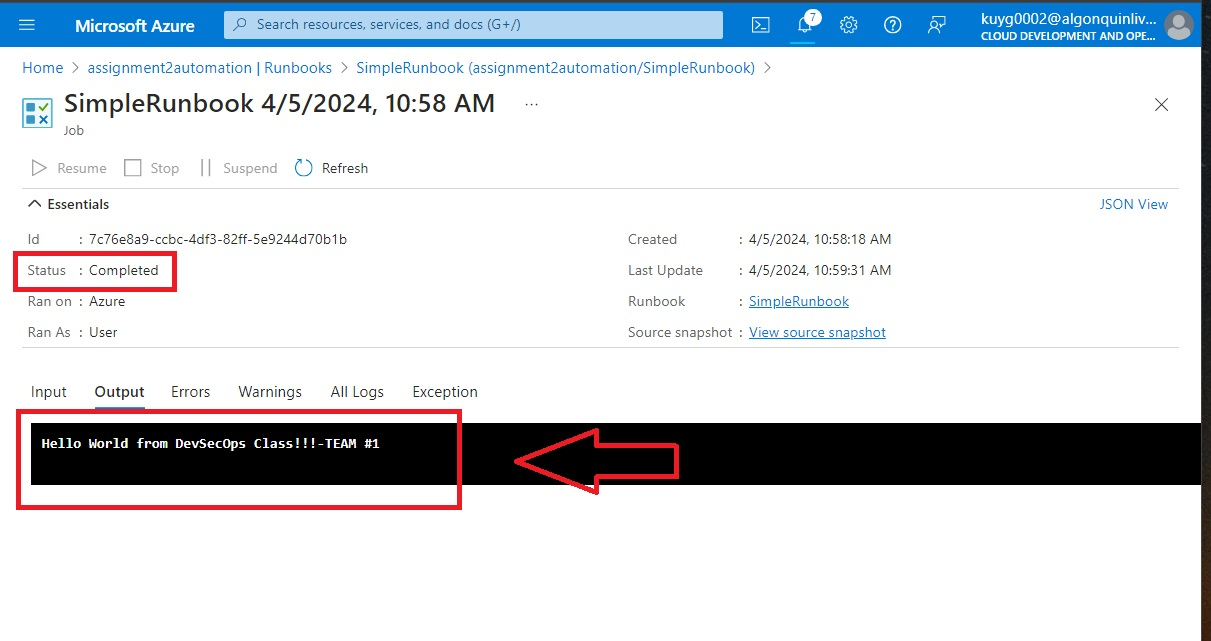 Microsoft Azure
Search resources, services, and docs (G+/)
7
kuyg0002@algonquinliv...
CLOUD DEVELOPMENT AND OPE...
Home > assignment2automation | Runbooks > SimpleRunbook (assignment2automation/SimpleRunbook) >
SimpleRunbook 4/5/2024, 10:58 AM ...
Job
Resume Stop Suspend Refresh
Essentials
JSON View
Id : 7c76e8a9-ccbc-4df3-82ff-5e9244d70b1b
Status : Completed
Ran on : Azure
Ran As : User
Created : 4/5/2024, 10:58:18 AM
Last Update : 4/5/2024, 10:59:31 AM
Runbook : SimpleRunbook
Source snapshot : View source snapshot
Input Output Errors Warnings All Logs Exception
Hello World from DevSecOps Class!!!-TEAM #1